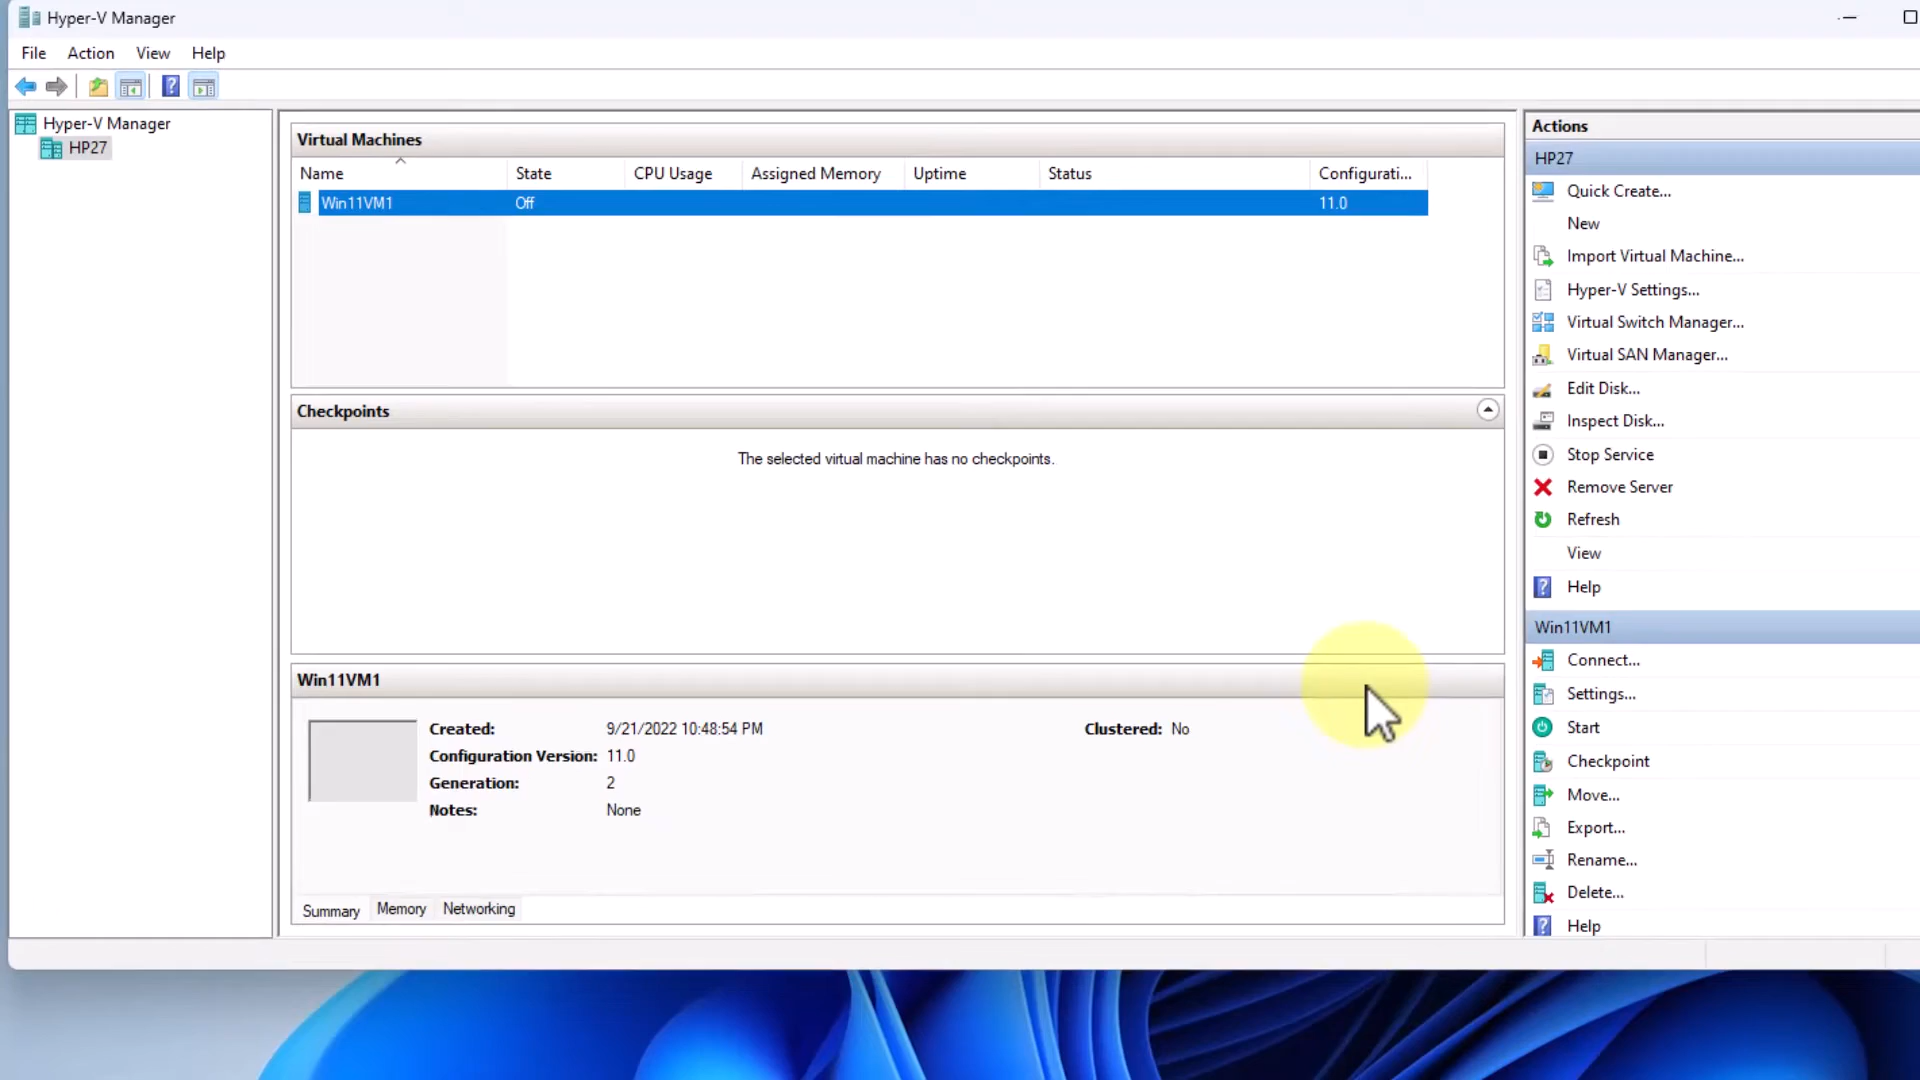 Hyper-V Manager
File Action View Help
Hyper-V Manager
HP27
Virtual Machines
Name State CPU Usage Assigned Memory Uptime Status Configurati...
Win11VM1 Off 11.0
Checkpoints
The selected virtual machine has no checkpoints.
Win11VM1
Created: 9/21/2022 10:48:54 PM Clustered: No
Configuration Version: 11.0
Generation: 2
Notes: None
Summary Memory Networking
Actions
HP27
Quick Create...
New
Import Virtual Machine...
Hyper-V Settings...
Virtual Switch Manager...
Virtual SAN Manager...
Edit Disk...
Inspect Disk...
Stop Service
Remove Server
Refresh
View
Help
Win11VM1
Connect...
Settings...
Start
Checkpoint
Move...
Export...
Rename...
Delete...
Help